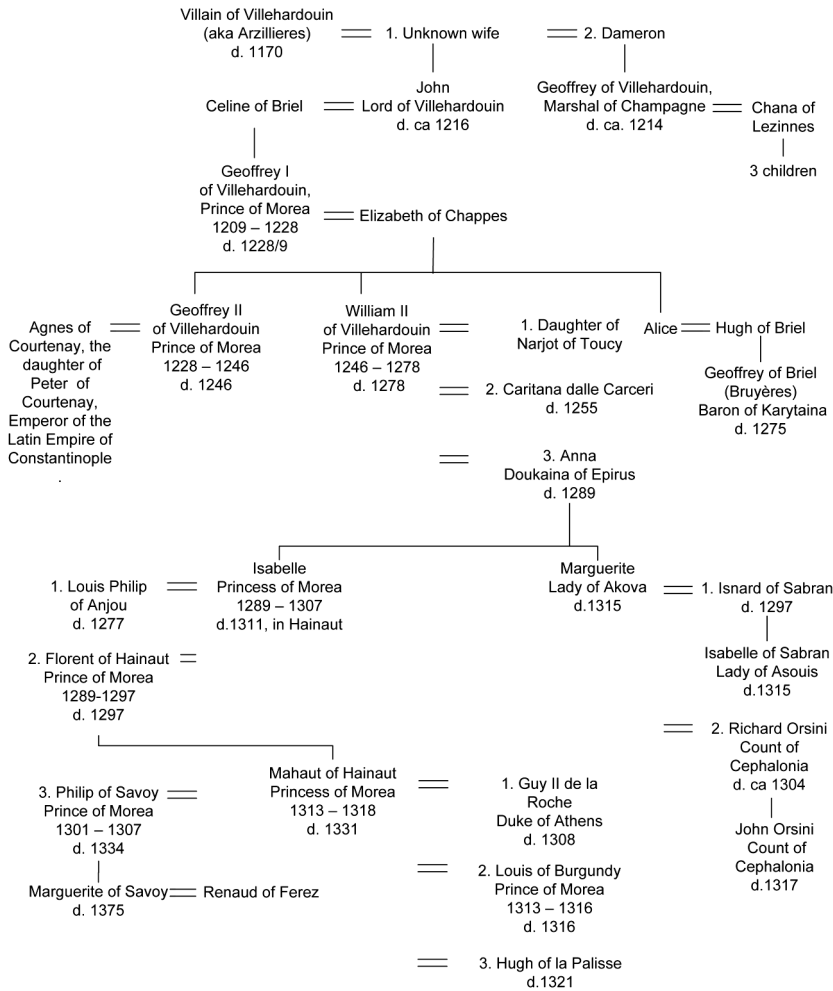 Villain of Villehardouin
(aka Arzillieres)
d. 1170
1. Unknown wife
2. Dameron
Celine of Briel
John
Lord of Villehardouin
d. ca 1216
Geoffrey of Villehardouin,
Marshal of Champagne
d. ca. 1214
Chana of
Lezinnes
3 children
Geoffrey I
of Villehardouin,
Prince of Morea
1209 – 1228
d. 1228/9
Elizabeth of Chappes
Agnes of
Courtenay, the
daughter of
Peter of
Courtenay,
Emperor of the
Latin Empire of
Constantinople
.
Geoffrey II
of Villehardouin
Prince of Morea
1228 – 1246
d. 1246
William II
of Villehardouin
Prince of Morea
1246 – 1278
d. 1278
1. Daughter of
Narjot of Toucy
Alice
Hugh of Briel
Geoffrey of Briel
(Bruyères)
Baron of Karytaina
d. 1275
2. Caritana dalle Carceri
d. 1255
3. Anna
Doukaina of Epirus
d. 1289
1. Louis Philip
of Anjou
d. 1277
Isabelle
Princess of Morea
1289 – 1307
d.1311, in Hainaut
Marguerite
Lady of Akova
d.1315
1. Isnard of Sabran
d. 1297
Isabelle of Sabran
Lady of Asouis
d.1315
2. Florent of Hainaut
Prince of Morea
1289-1297
d. 1297
2. Richard Orsini
Count of
Cephalonia
d. ca 1304
John Orsini
Count of
Cephalonia
d.1317
3. Philip of Savoy
Prince of Morea
1301 – 1307
d. 1334
Mahaut of Hainaut
Princess of Morea
1313 – 1318
d. 1331
1. Guy II de la
Roche
Duke of Athens
d. 1308
Marguerite of Savoy
d. 1375
Renaud of Ferez
2. Louis of Burgundy
Prince of Morea
1313 – 1316
d. 1316
3. Hugh of la Palisse
d.1321